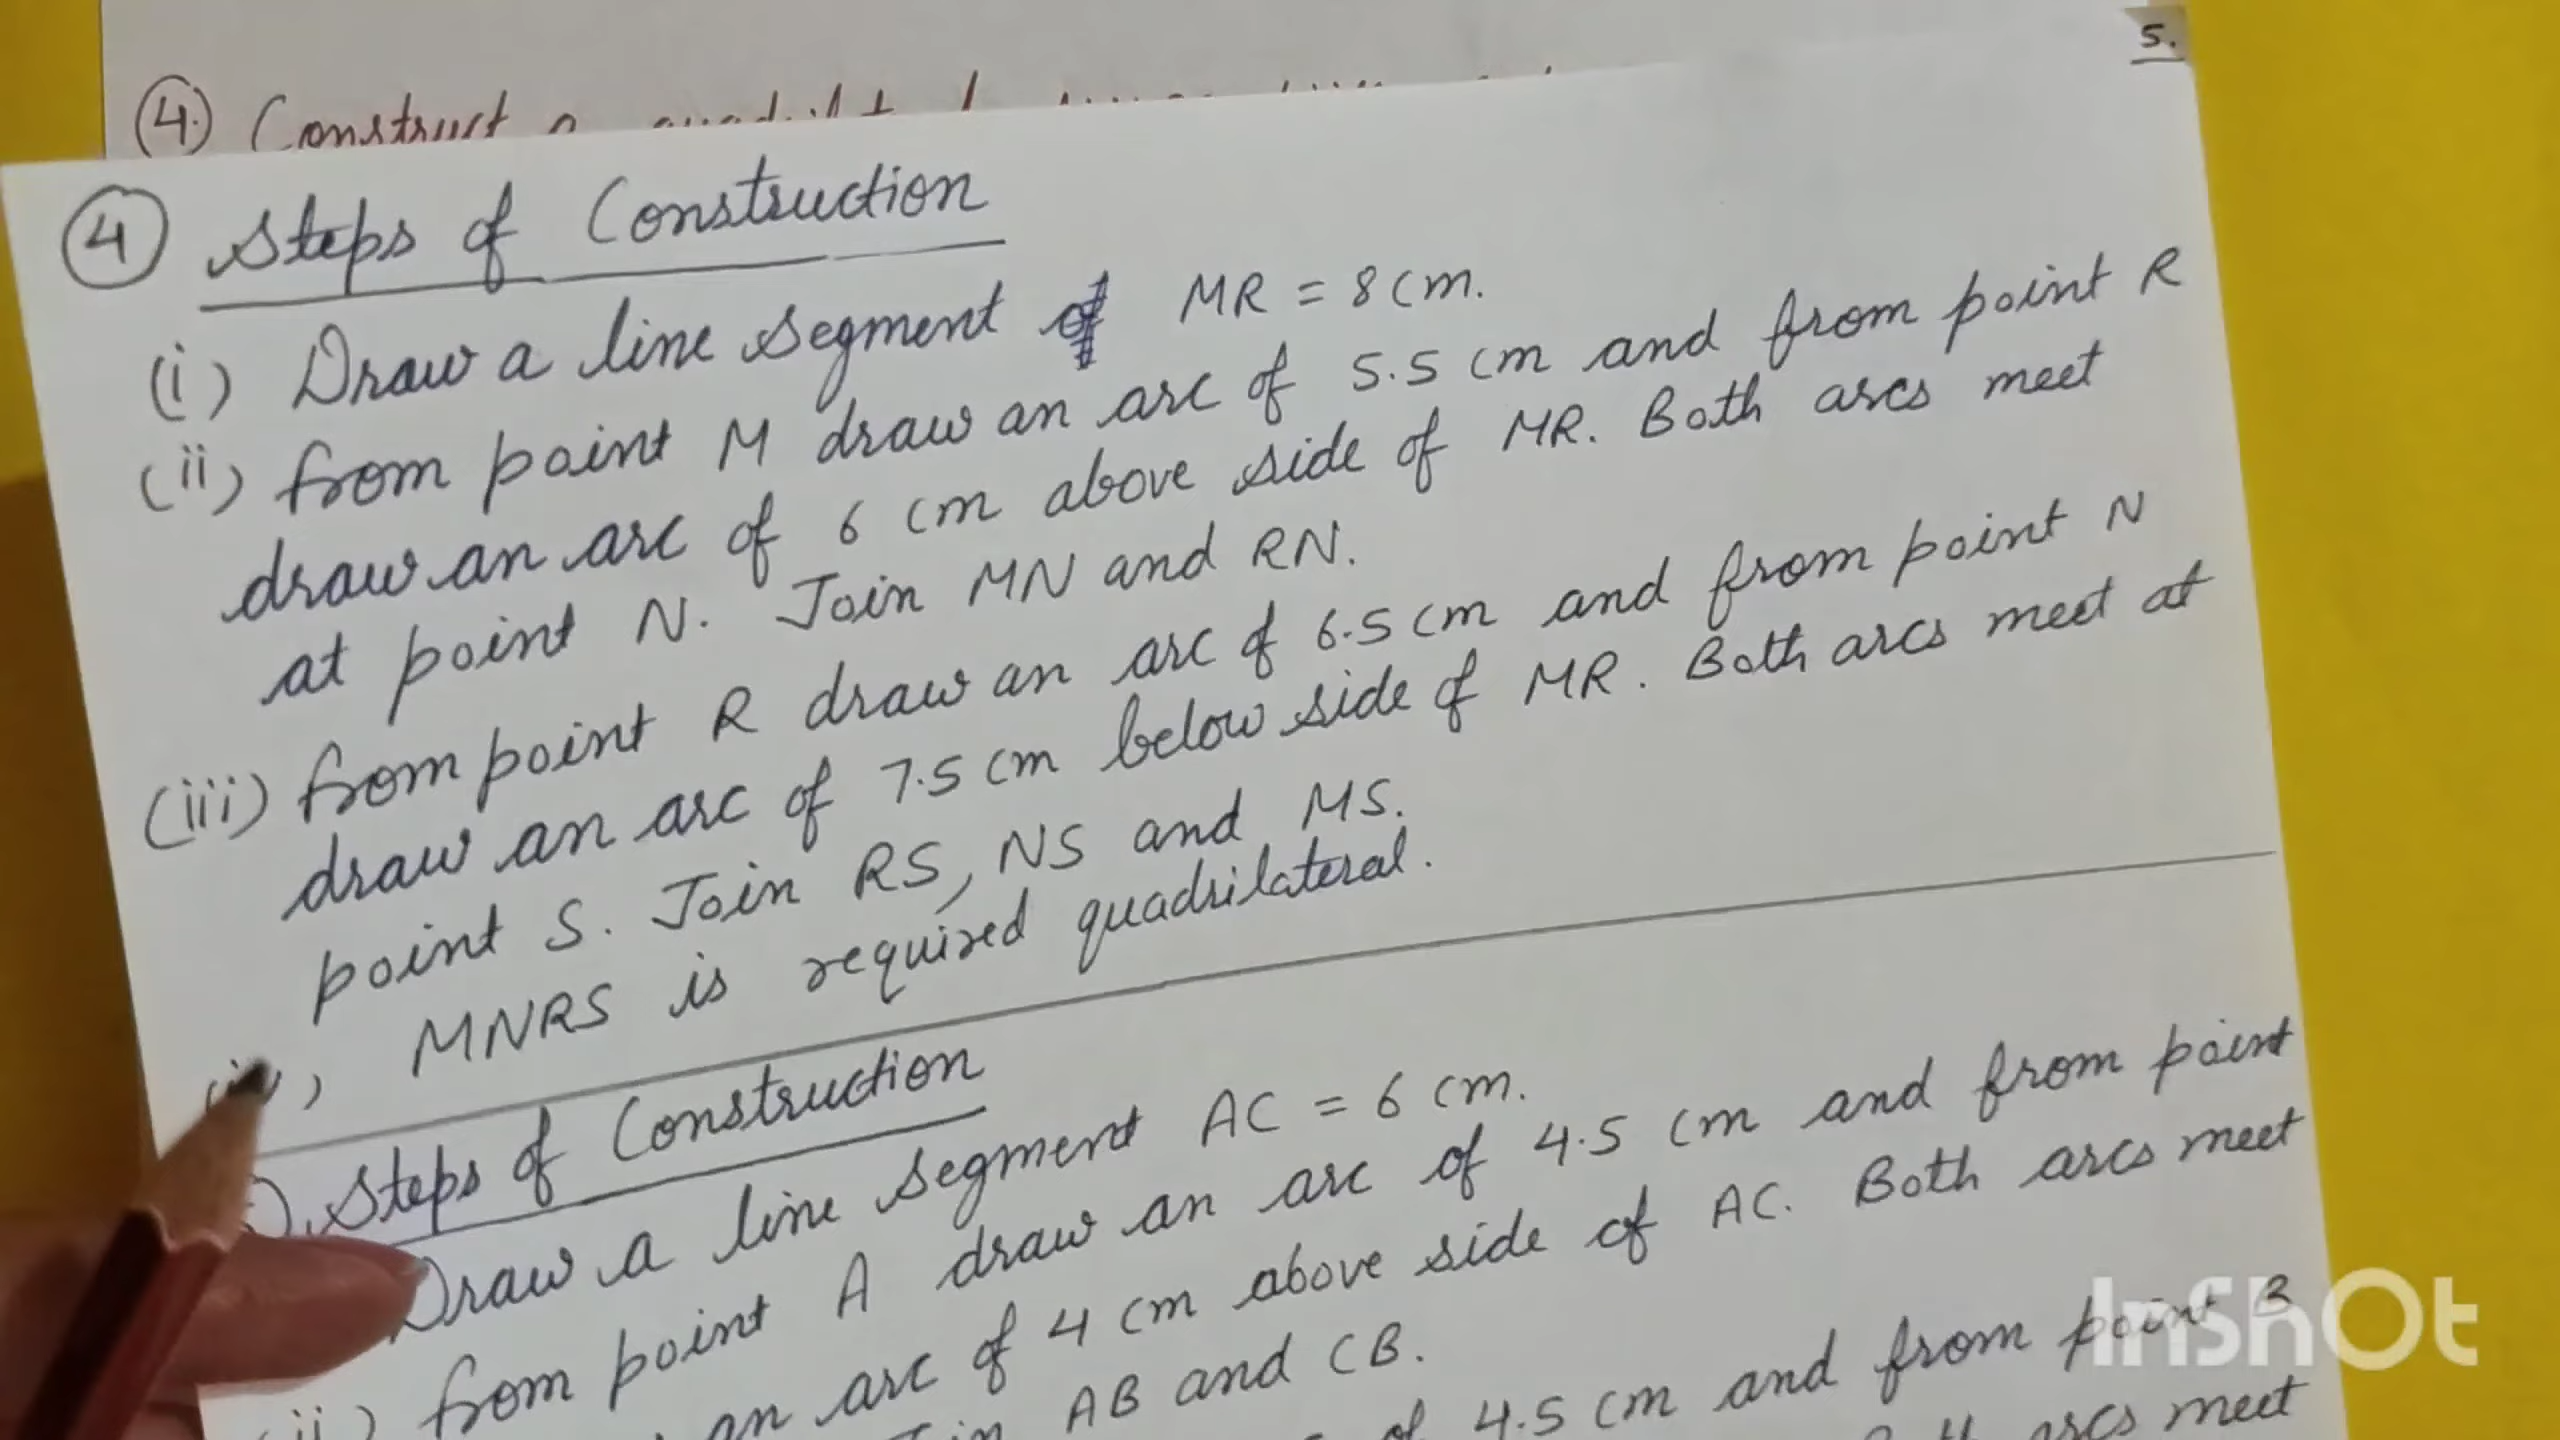 5.
4. Construct a
4 Steps of Construction
(i) Draw a line segment MR = 8 cm.
(ii) from point M draw an arc of 5.5 cm and from point R
draw an arc of 6 cm above side of MR. Both arcs meet
at point N. Join MN and RN.
(iii) from point R draw an arc of 6.5 cm and from point N
draw an arc of 7.5 cm below side of MR. Both arcs meet at
point S. Join RS, NS and MS.
MNRS is required quadrilateral.
Steps of Construction
Draw a line segment AC = 6 cm.
(ii) from point A draw an arc of 4.5 cm and from point
an arc of 4 cm above side of AC. Both arcs meet
AB and CB.
of 4.5 cm and from point B
arcs meet
InShOt